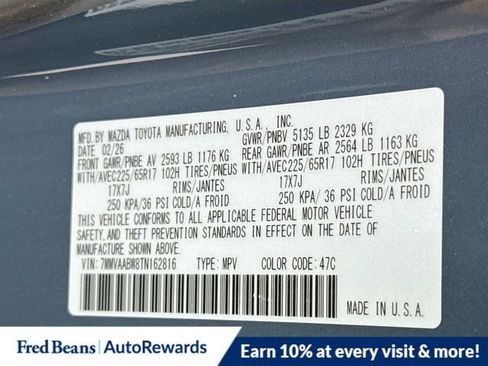 MFD. BY MAZDA TOYOTA MANUFACTURING, U.S.A., INC.
DATE 02/26 GVWR/PNBV 5135 LB 2329 KG
FRONT GAWR/PNBE AV 2593 LB 1176 KG REAR GAWR/PNBE AR 2564 LB 1163 KG
WITH/AVEC225/65R17 102H TIRES/PNEUS WITH/AVEC225/65R17 102H TIRES/PNEUS
17X7J RIMS/JANTES 17X7J RIMS/JANTES
250 KPA/36 PSI COLD/A FROID 250 KPA/36 PSI COLD/A FROID
THIS VEHICLE CONFORMS TO ALL APPLICABLE FEDERAL MOTOR VEHICLE
SAFETY, AND THEFT PREVENTION STANDARDS IN EFFECT ON THE DATE OF
MANUFACTURE SHOWN ABOVE.
VIN: 7MMVAABW8TN162816 TYPE: MPV COLOR CODE: 47C
MADE IN U.S.A.
Fred Beans | AutoRewards Earn 10% at every visit & more!